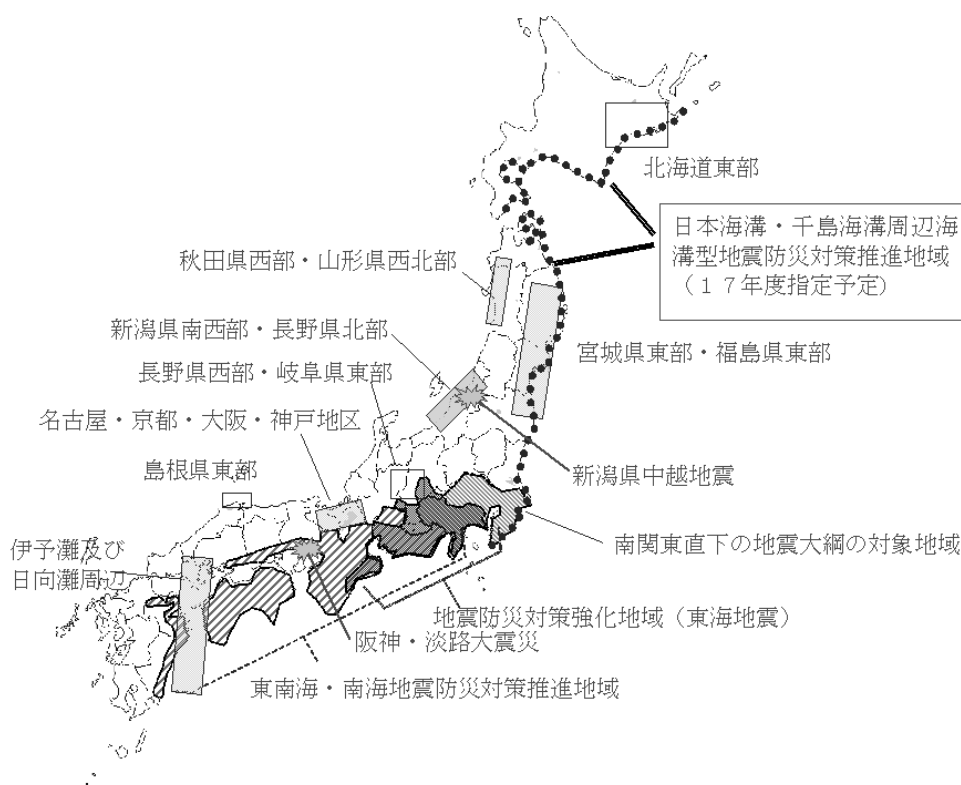 北海道東部
日本海溝・千島海溝周辺海
溝型地震防災対策推進地域
（１７年度指定予定）
秋田県西部・山形県西北部
新潟県南西部・長野県北部
宮城県東部・福島県東部
長野県西部・岐阜県東部
名古屋・京都・大阪・神戸地区
島根県東部
新潟県中越地震
伊予灘及び
日向灘周辺
南関東直下の地震大綱の対象地域
地震防災対策強化地域（東海地震）
阪神・淡路大震災
東南海・南海地震防災対策推進地域